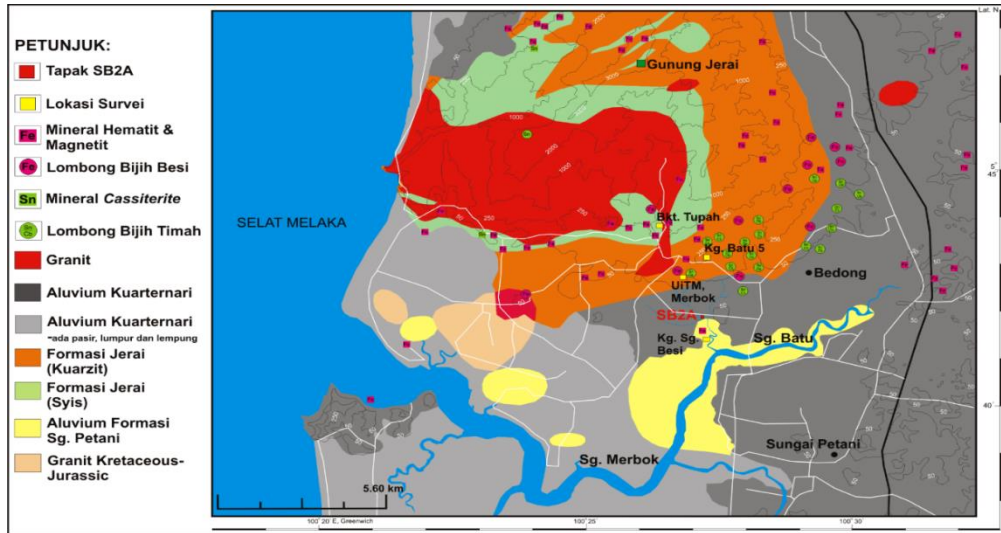 Lat. N
PETUNJUK:
Tapak SB2A
Lokasi Survei
Fe
Mineral Hematit &
Magnetit
Fe
Lombong Bijih Besi
Sn
Mineral Cassiterite
Lombong Bijih Timah
Granit
Aluvium Kuarternari
Aluvium Kuarternari
-ada pasir, lumpur dan lempung
Formasi Jerai
(Kuarzit)
Formasi Jerai
(Syis)
Aluvium Formasi
Sg. Petani
Granit Kretaceous-
Jurassic
Gunung Jerai
SELAT MELAKA
Bkt. Tupah
Kg. Batu 5
Bedong
UiTM,
Merbok
SB2A
Kg. Sg.
Besi
Sg. Batu
Sungai Petani
Sg. Merbok
5.60 km
5°
45'
40'
100° 20' E. Greenwich
100° 25'
100° 30'